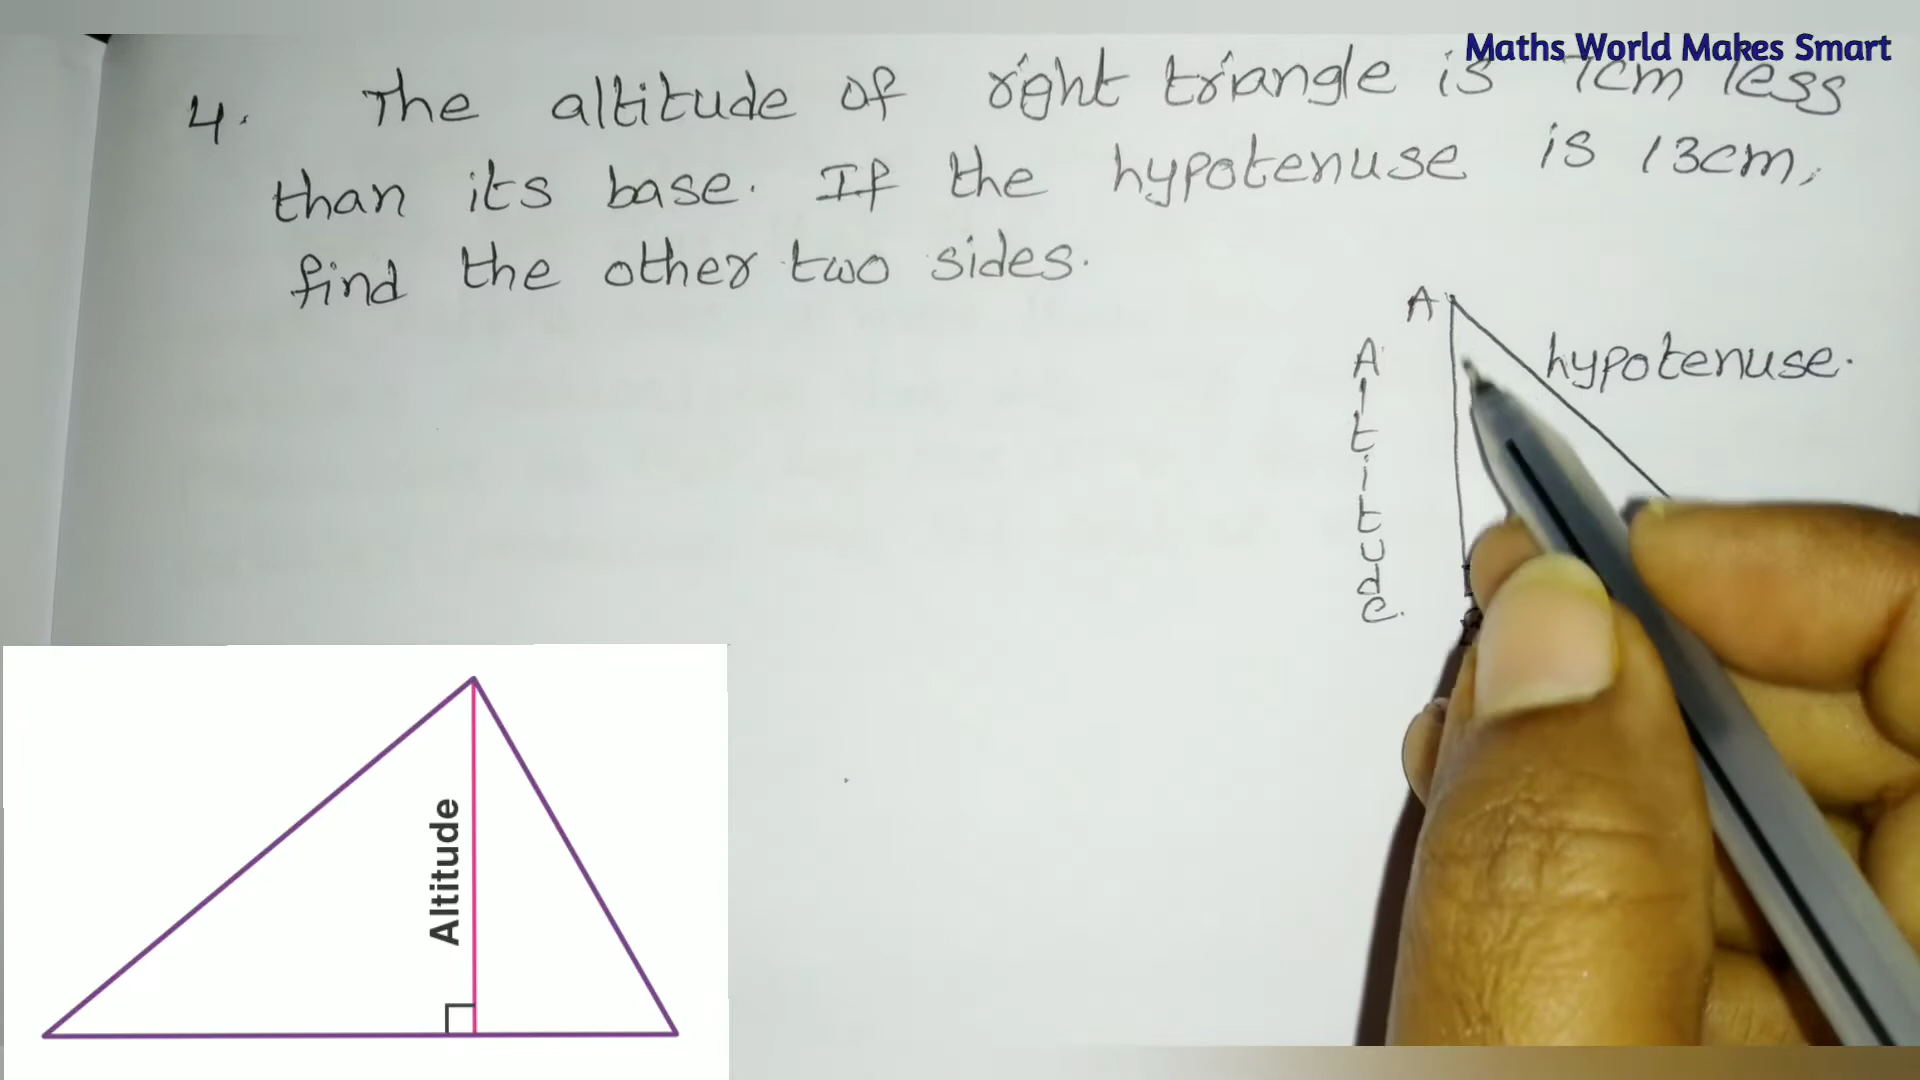 Maths World Makes Smart
4. The altitude of right triangle is 7cm less
than its base. If the hypotenuse is 13cm,
find the other two sides.
A
hypotenuse.
Altitude.
Altitude